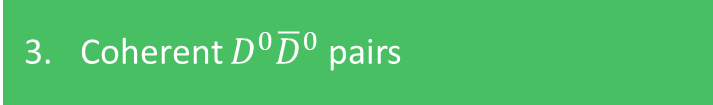 3. Coherent D⁰D̅⁰ pairs